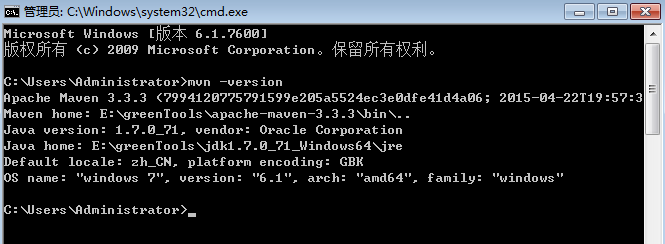 管理员: C:\Windows\system32\cmd.exe
Microsoft Windows [版本 6.1.7600]
版权所有 (c) 2009 Microsoft Corporation。保留所有权利。
C:\Users\Administrator>mvn -version
Apache Maven 3.3.3 (7994120775791599e205a5524ec3e0dfe41d4a06; 2015-04-22T19:57:3
Maven home: E:\greenTools\apache-maven-3.3.3\bin\..
Java version: 1.7.0_71, vendor: Oracle Corporation
Java home: E:\greenTools\jdk1.7.0_71_Windows64\jre
Default locale: zh_CN, platform encoding: GBK
OS name: "windows 7", version: "6.1", arch: "amd64", family: "windows"
C:\Users\Administrator>_